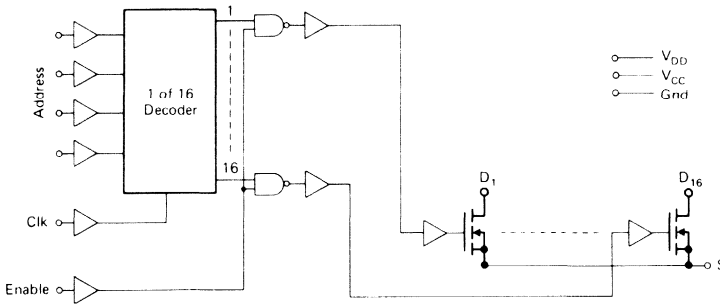 1
Address
1 of 16
Decoder
16
Clk
Enable
V_DD
V_CC
Gnd
D_1
D_16
S